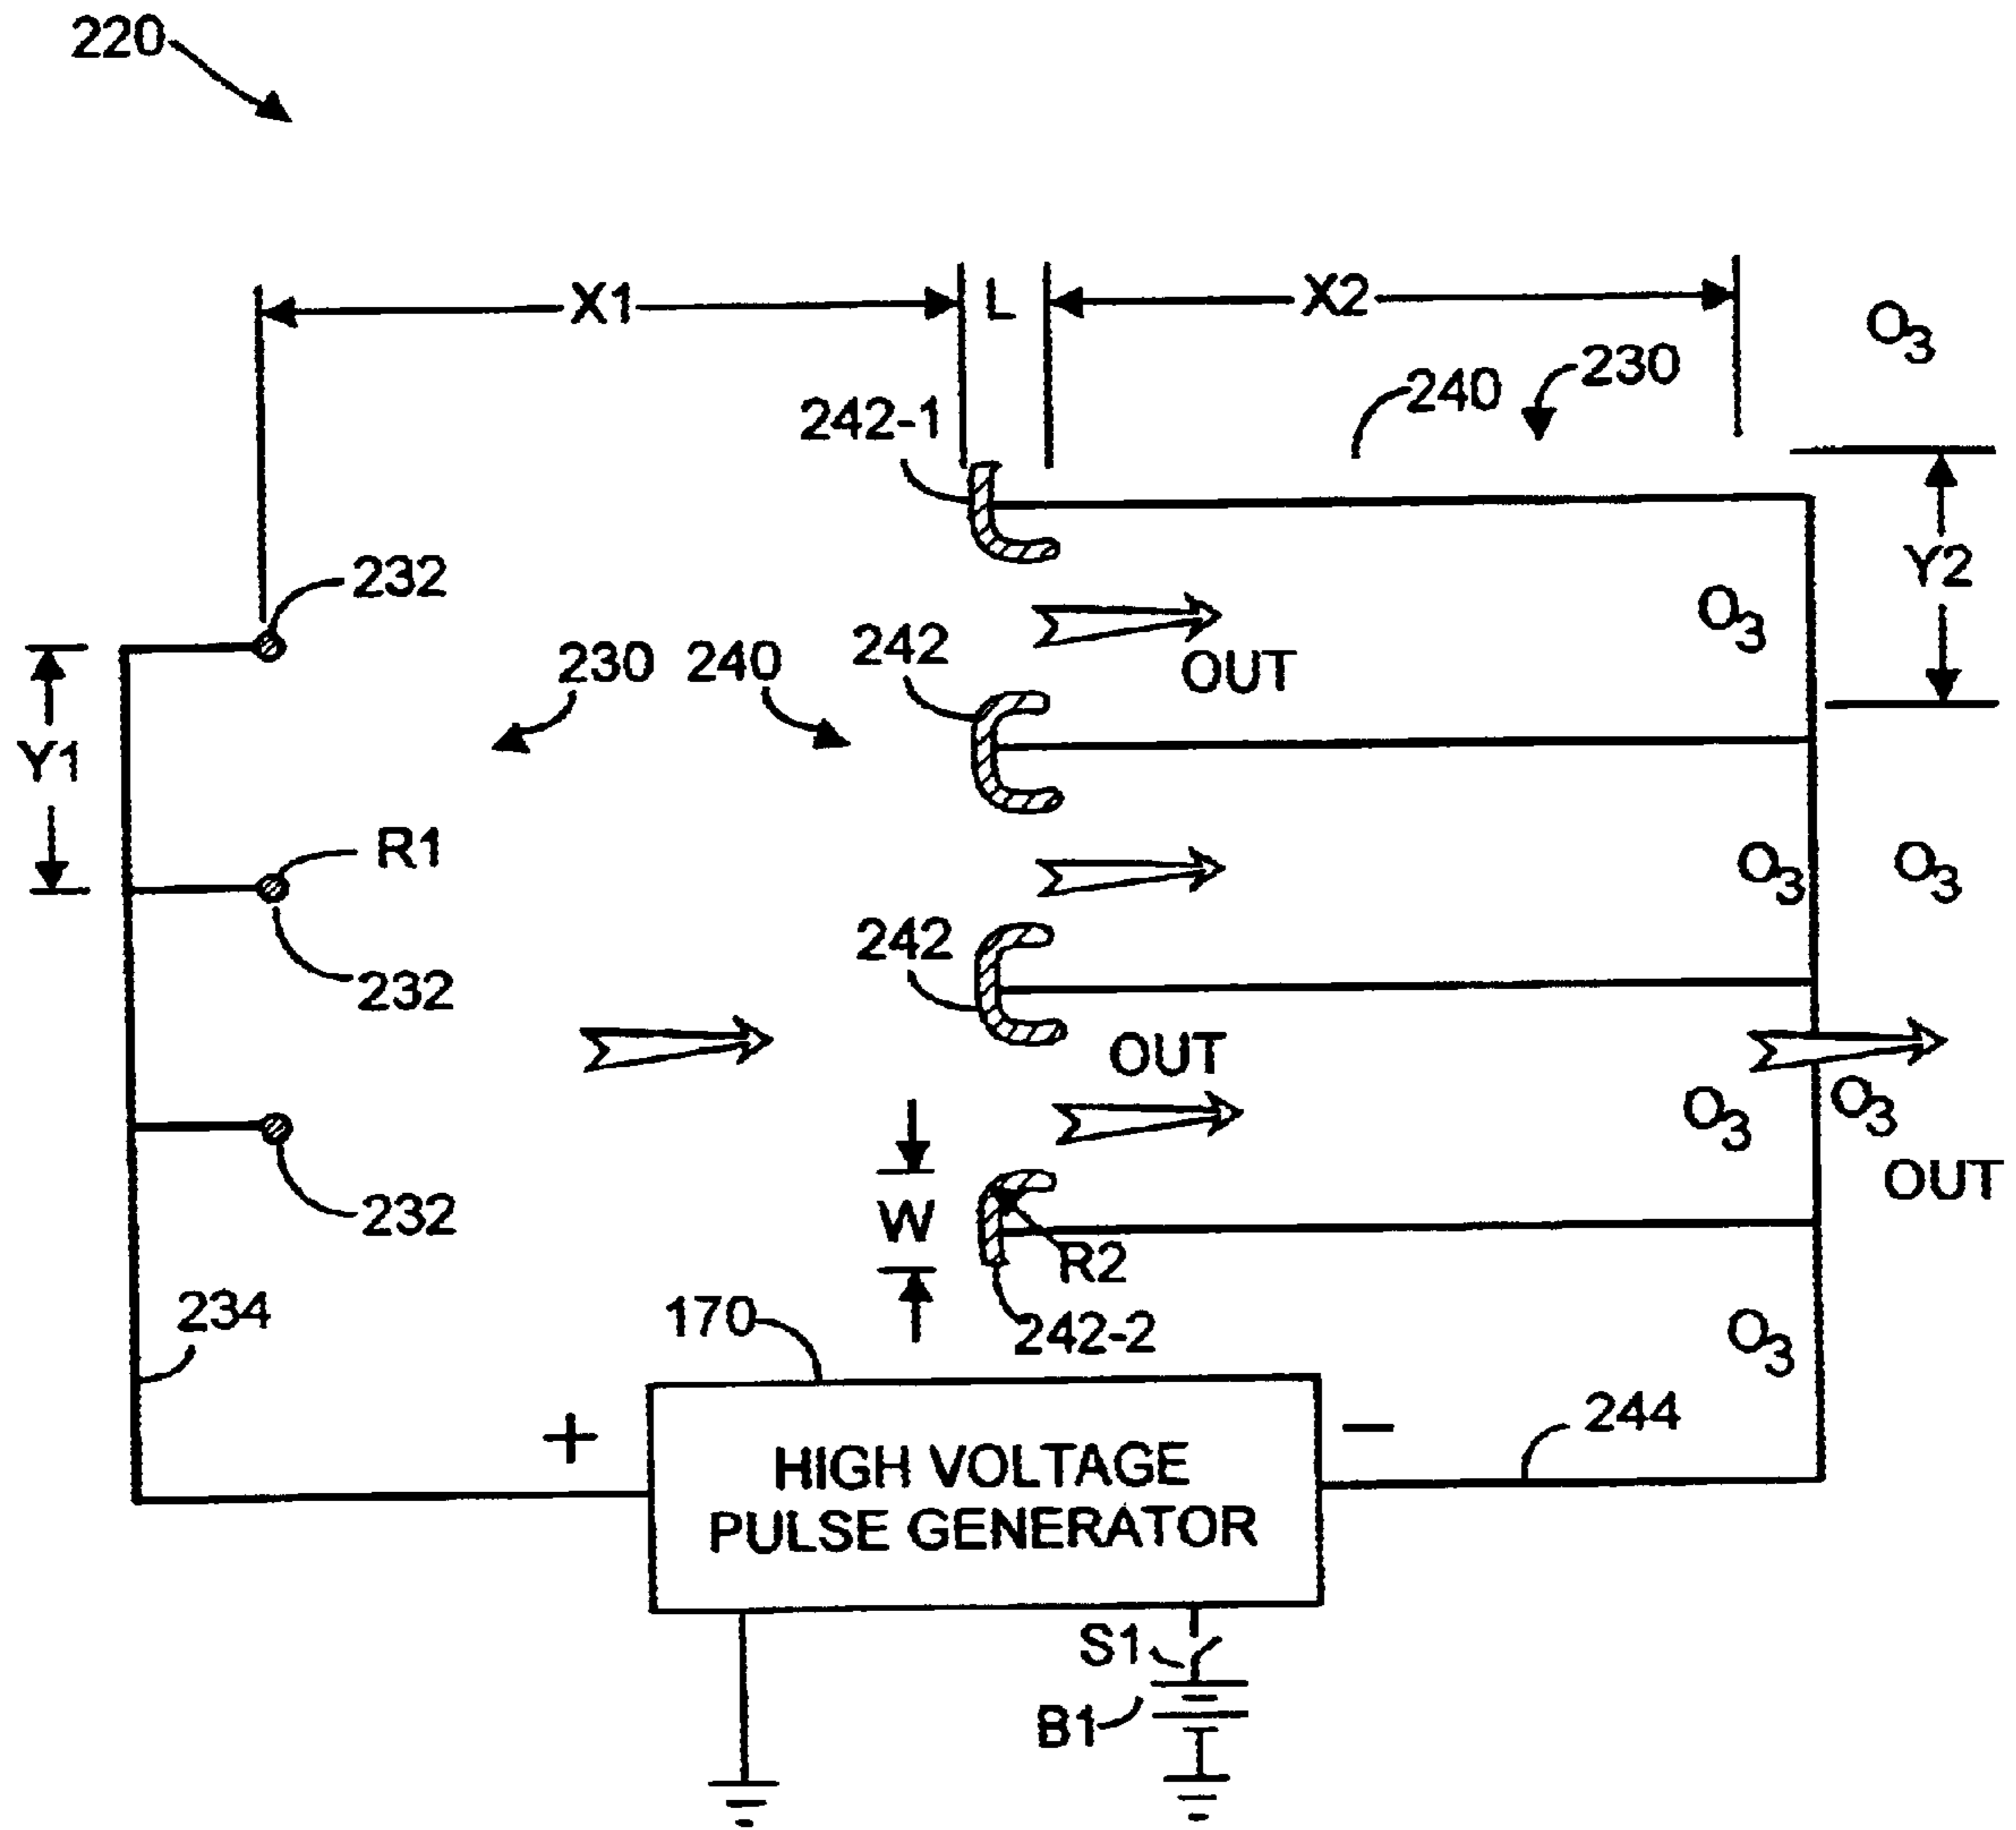 220
X1
L
X2
O3
230
240
242-1
Y2
232
O3
242
230
240
OUT
Y1
R1
O3
O3
242
232
OUT
O3
O3
OUT
232
W
R2
234
170
242-2
O3
244
+
−
HIGH VOLTAGE
PULSE GENERATOR
S1
B1